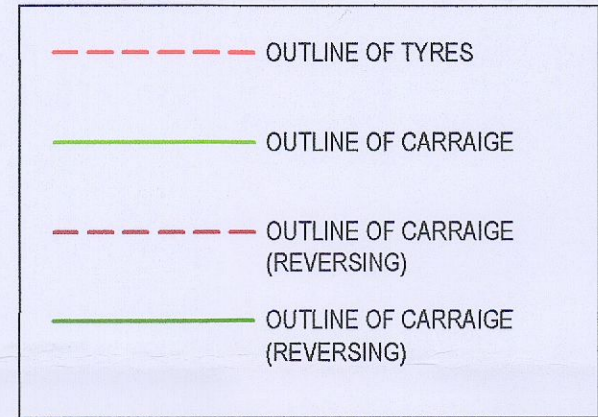 OUTLINE OF TYRES
OUTLINE OF CARRAIGE
OUTLINE OF CARRAIGE
(REVERSING)
OUTLINE OF CARRAIGE
(REVERSING)